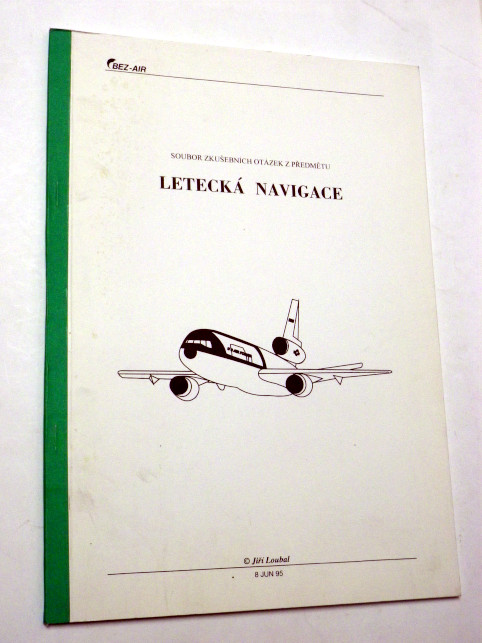 BEZ-AIR
SOUBOR ZKUŠEBNÍCH OTÁZEK Z PŘEDMĚTU
LETECKÁ NAVIGACE
© Jiří Loubal
8 JUN 95